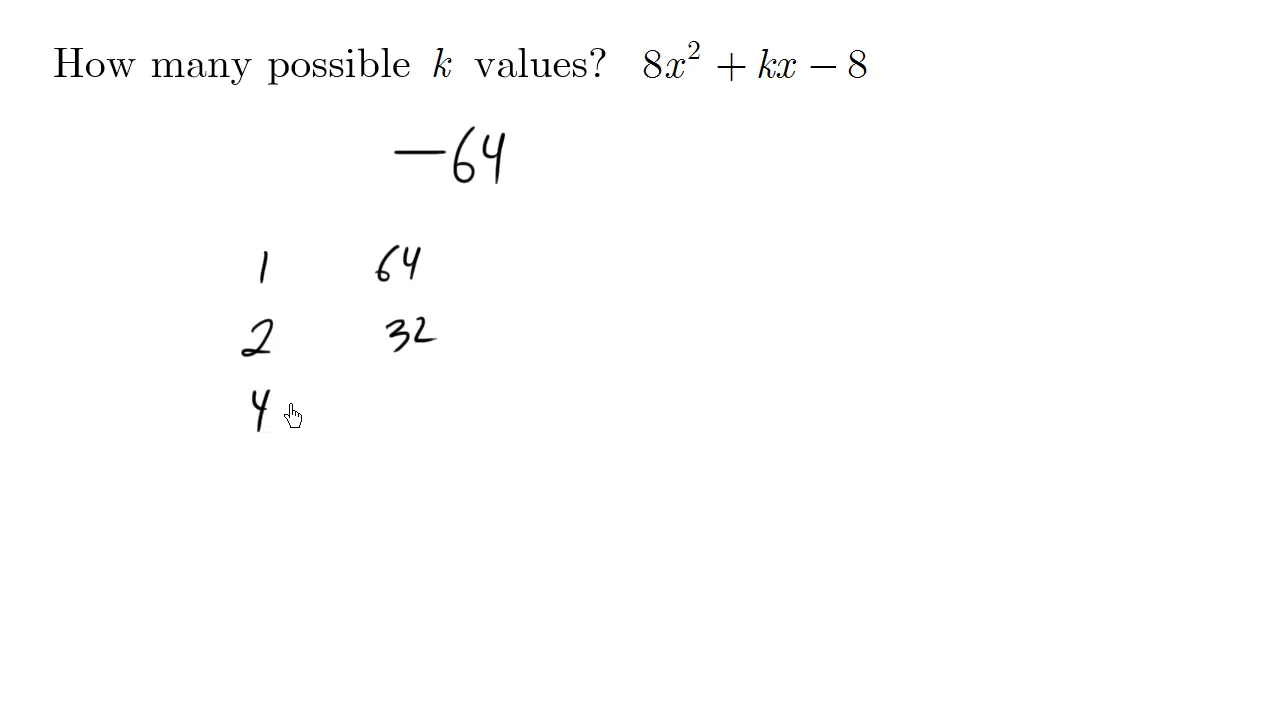 How many possible k values? 8x² + kx − 8
−64
1 64
2 32
4